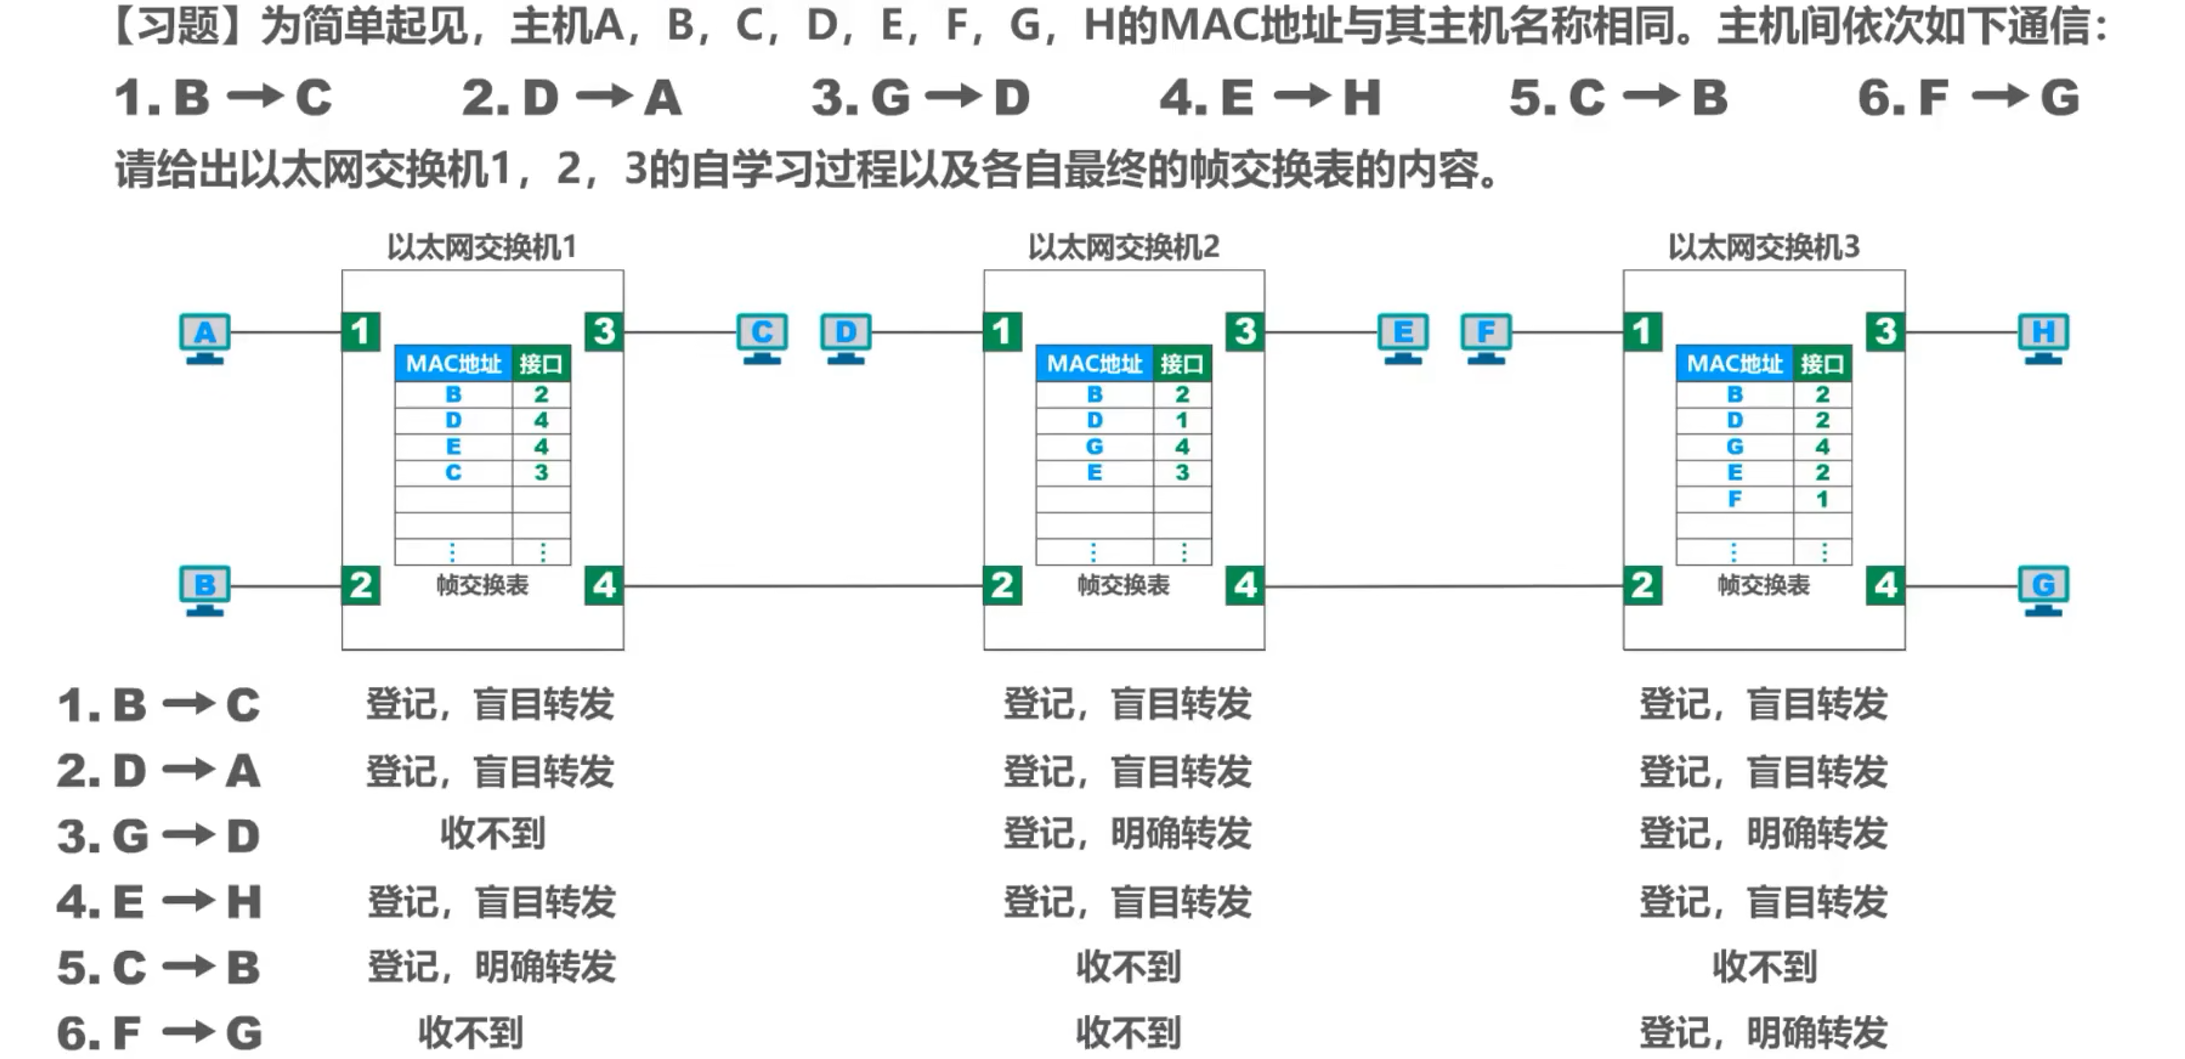 【习题】为简单起见，主机A，B，C，D，E，F，G，H的MAC地址与其主机名称相同。主机间依次如下通信：
1. B → C 2. D → A 3. G → D 4. E → H 5. C → B 6. F → G
请给出以太网交换机1，2，3的自学习过程以及各自最终的帧交换表的内容。
以太网交换机1 以太网交换机2 以太网交换机3
A 1 3 C D 1 3 E F 1 3 H
MAC地址 接口 MAC地址 接口 MAC地址 接口
B 2 B 2 B 2
D 4 D 1 D 2
E 4 G 4 G 4
C 3 E 3 E 2
F 1
⋮ ⋮ ⋮ ⋮ ⋮ ⋮
B 2 帧交换表 4 2 帧交换表 4 2 帧交换表 4 G
1. B → C 登记，盲目转发 登记，盲目转发 登记，盲目转发
2. D → A 登记，盲目转发 登记，盲目转发 登记，盲目转发
3. G → D 收不到 登记，明确转发 登记，明确转发
4. E → H 登记，盲目转发 登记，盲目转发 登记，盲目转发
5. C → B 登记，明确转发 收不到 收不到
6. F → G 收不到 收不到 登记，明确转发